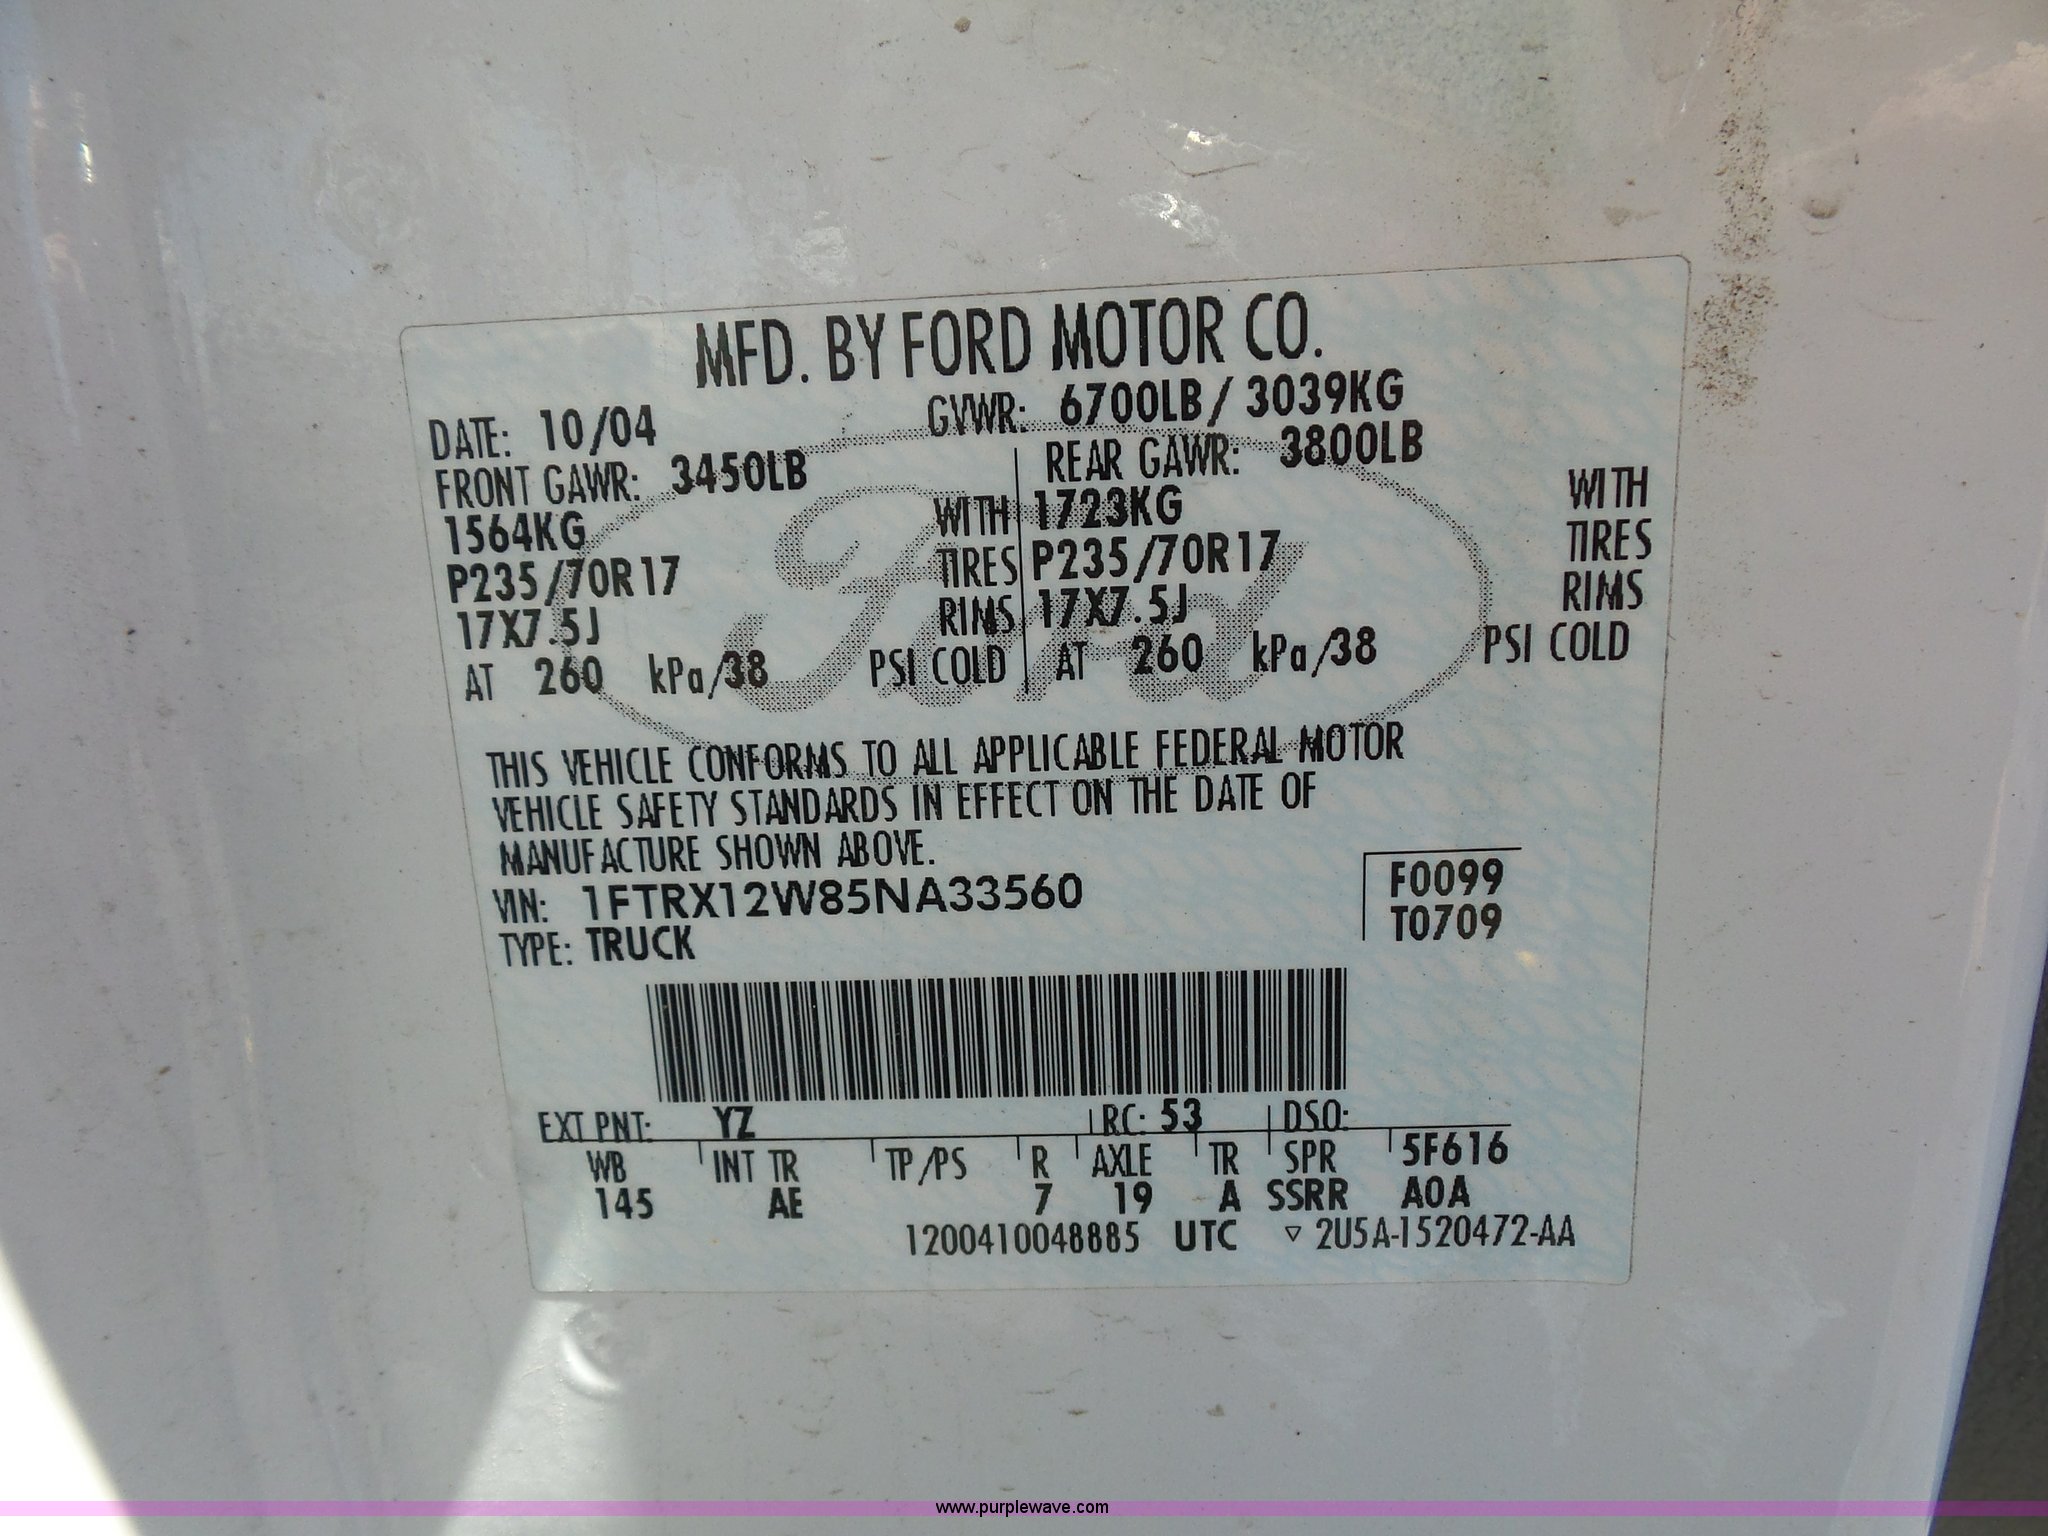 MFD. BY FORD MOTOR CO.
DATE: 10/04 GVWR: 6700LB / 3039KG
FRONT GAWR: 3450LB REAR GAWR: 3800LB
1564KG WITH 1723KG WITH
P235/70R17 TIRES P235/70R17 TIRES
17X7.5J RIMS 17X7.5J RIMS
AT 260 kPa/38 PSI COLD AT 260 kPa/38 PSI COLD
Ford
THIS VEHICLE CONFORMS TO ALL APPLICABLE FEDERAL MOTOR
VEHICLE SAFETY STANDARDS IN EFFECT ON THE DATE OF
MANUFACTURE SHOWN ABOVE.
VIN: 1FTRX12W85NA33560 F0099
TYPE: TRUCK T0709
EXT PNT: YZ RC: 53 DSO:
WB INT TR TP/PS R AXLE TR SPR 5F616
145 AE 7 19 A SSRR A0A
1200410048885 UTC ▽ 2U5A-1520472-AA
www.purplewave.com